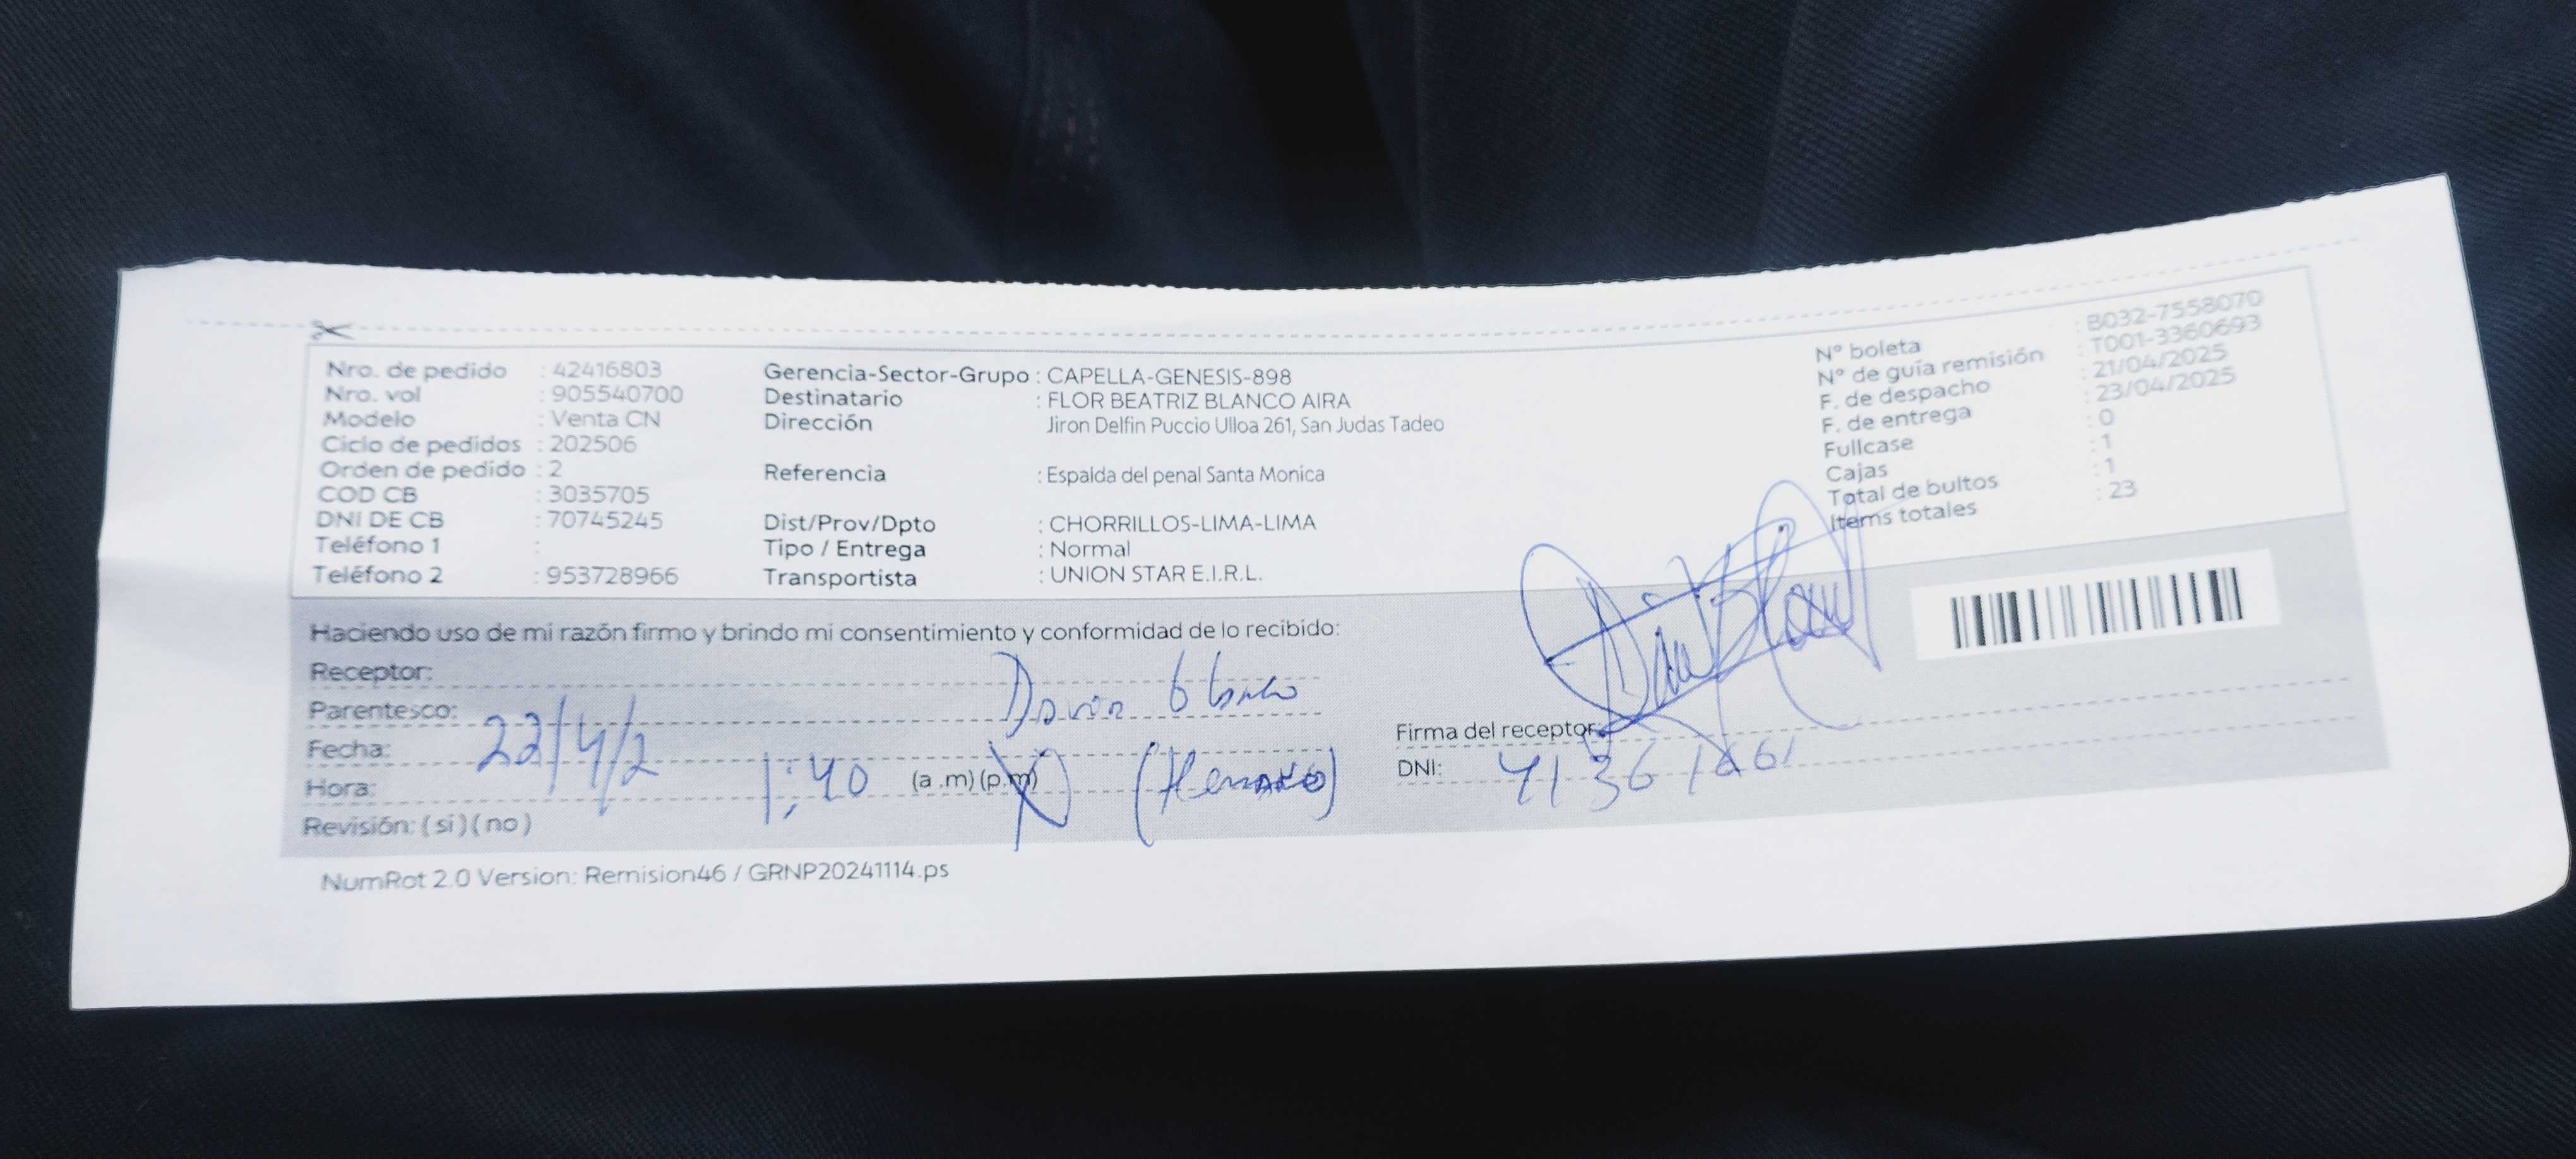 Nro. de pedido : 42416803
Nro. vol : 905540700
Modelo : Venta CN
Ciclo de pedidos : 202506
Orden de pedido : 2
COD CB : 3035705
DNI DE CB : 70745245
Teléfono 1 :
Teléfono 2 : 953728966
Gerencia-Sector-Grupo : CAPELLA-GENESIS-898
Destinatario : FLOR BEATRIZ BLANCO AIRA
Dirección Jiron Delfin Puccio Ulloa 261, San Judas Tadeo
Referencia : Espalda del penal Santa Monica
Dist/Prov/Dpto : CHORRILLOS-LIMA-LIMA
Tipo / Entrega : Normal
Transportista : UNION STAR E.I.R.L.
N° boleta : B032-7558070
N° de guía remisión : T001-3360693
F. de despacho : 21/04/2025
F. de entrega : 23/04/2025
Fullcase : 0
Cajas : 1
Total de bultos : 1
Items totales : 23
Haciendo uso de mi razón firmo y brindo mi consentimiento y conformidad de lo recibido:
Receptor:
Parentesco:
Fecha: 22/4/2
Hora: 1:40 (a .m) (p.m)
Revisión: ( si ) ( no )
Firma del receptor:
DNI:
NumRot 2.0 Version: Remision46 / GRNP20241114.ps